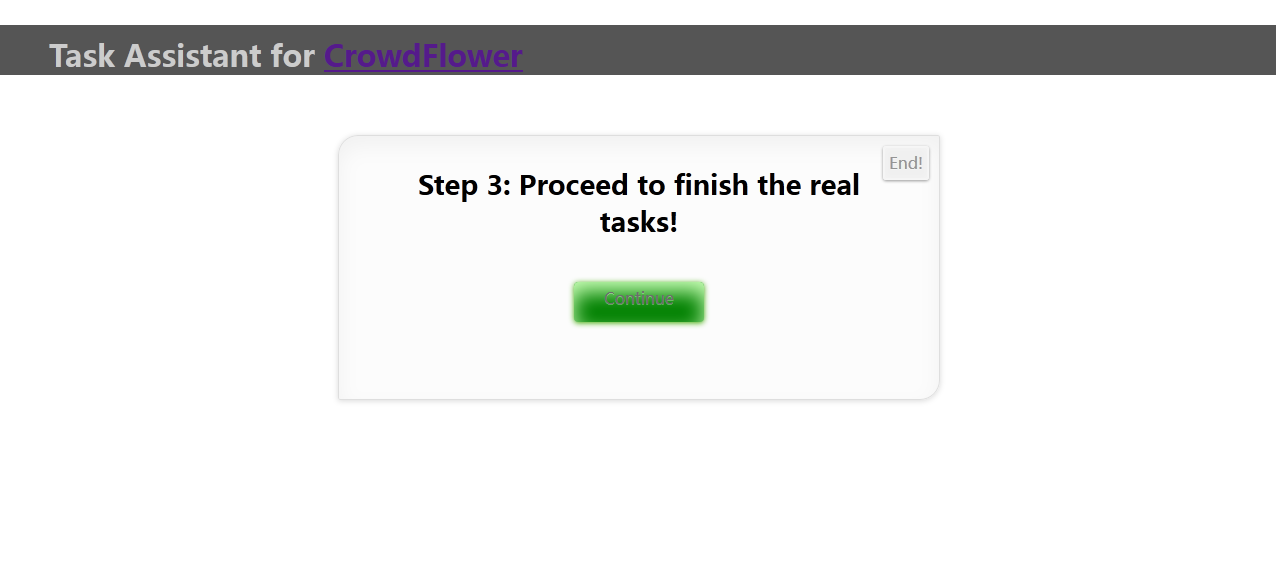 Task Assistant for CrowdFlower
End!
Step 3: Proceed to finish the real
tasks!
Continue